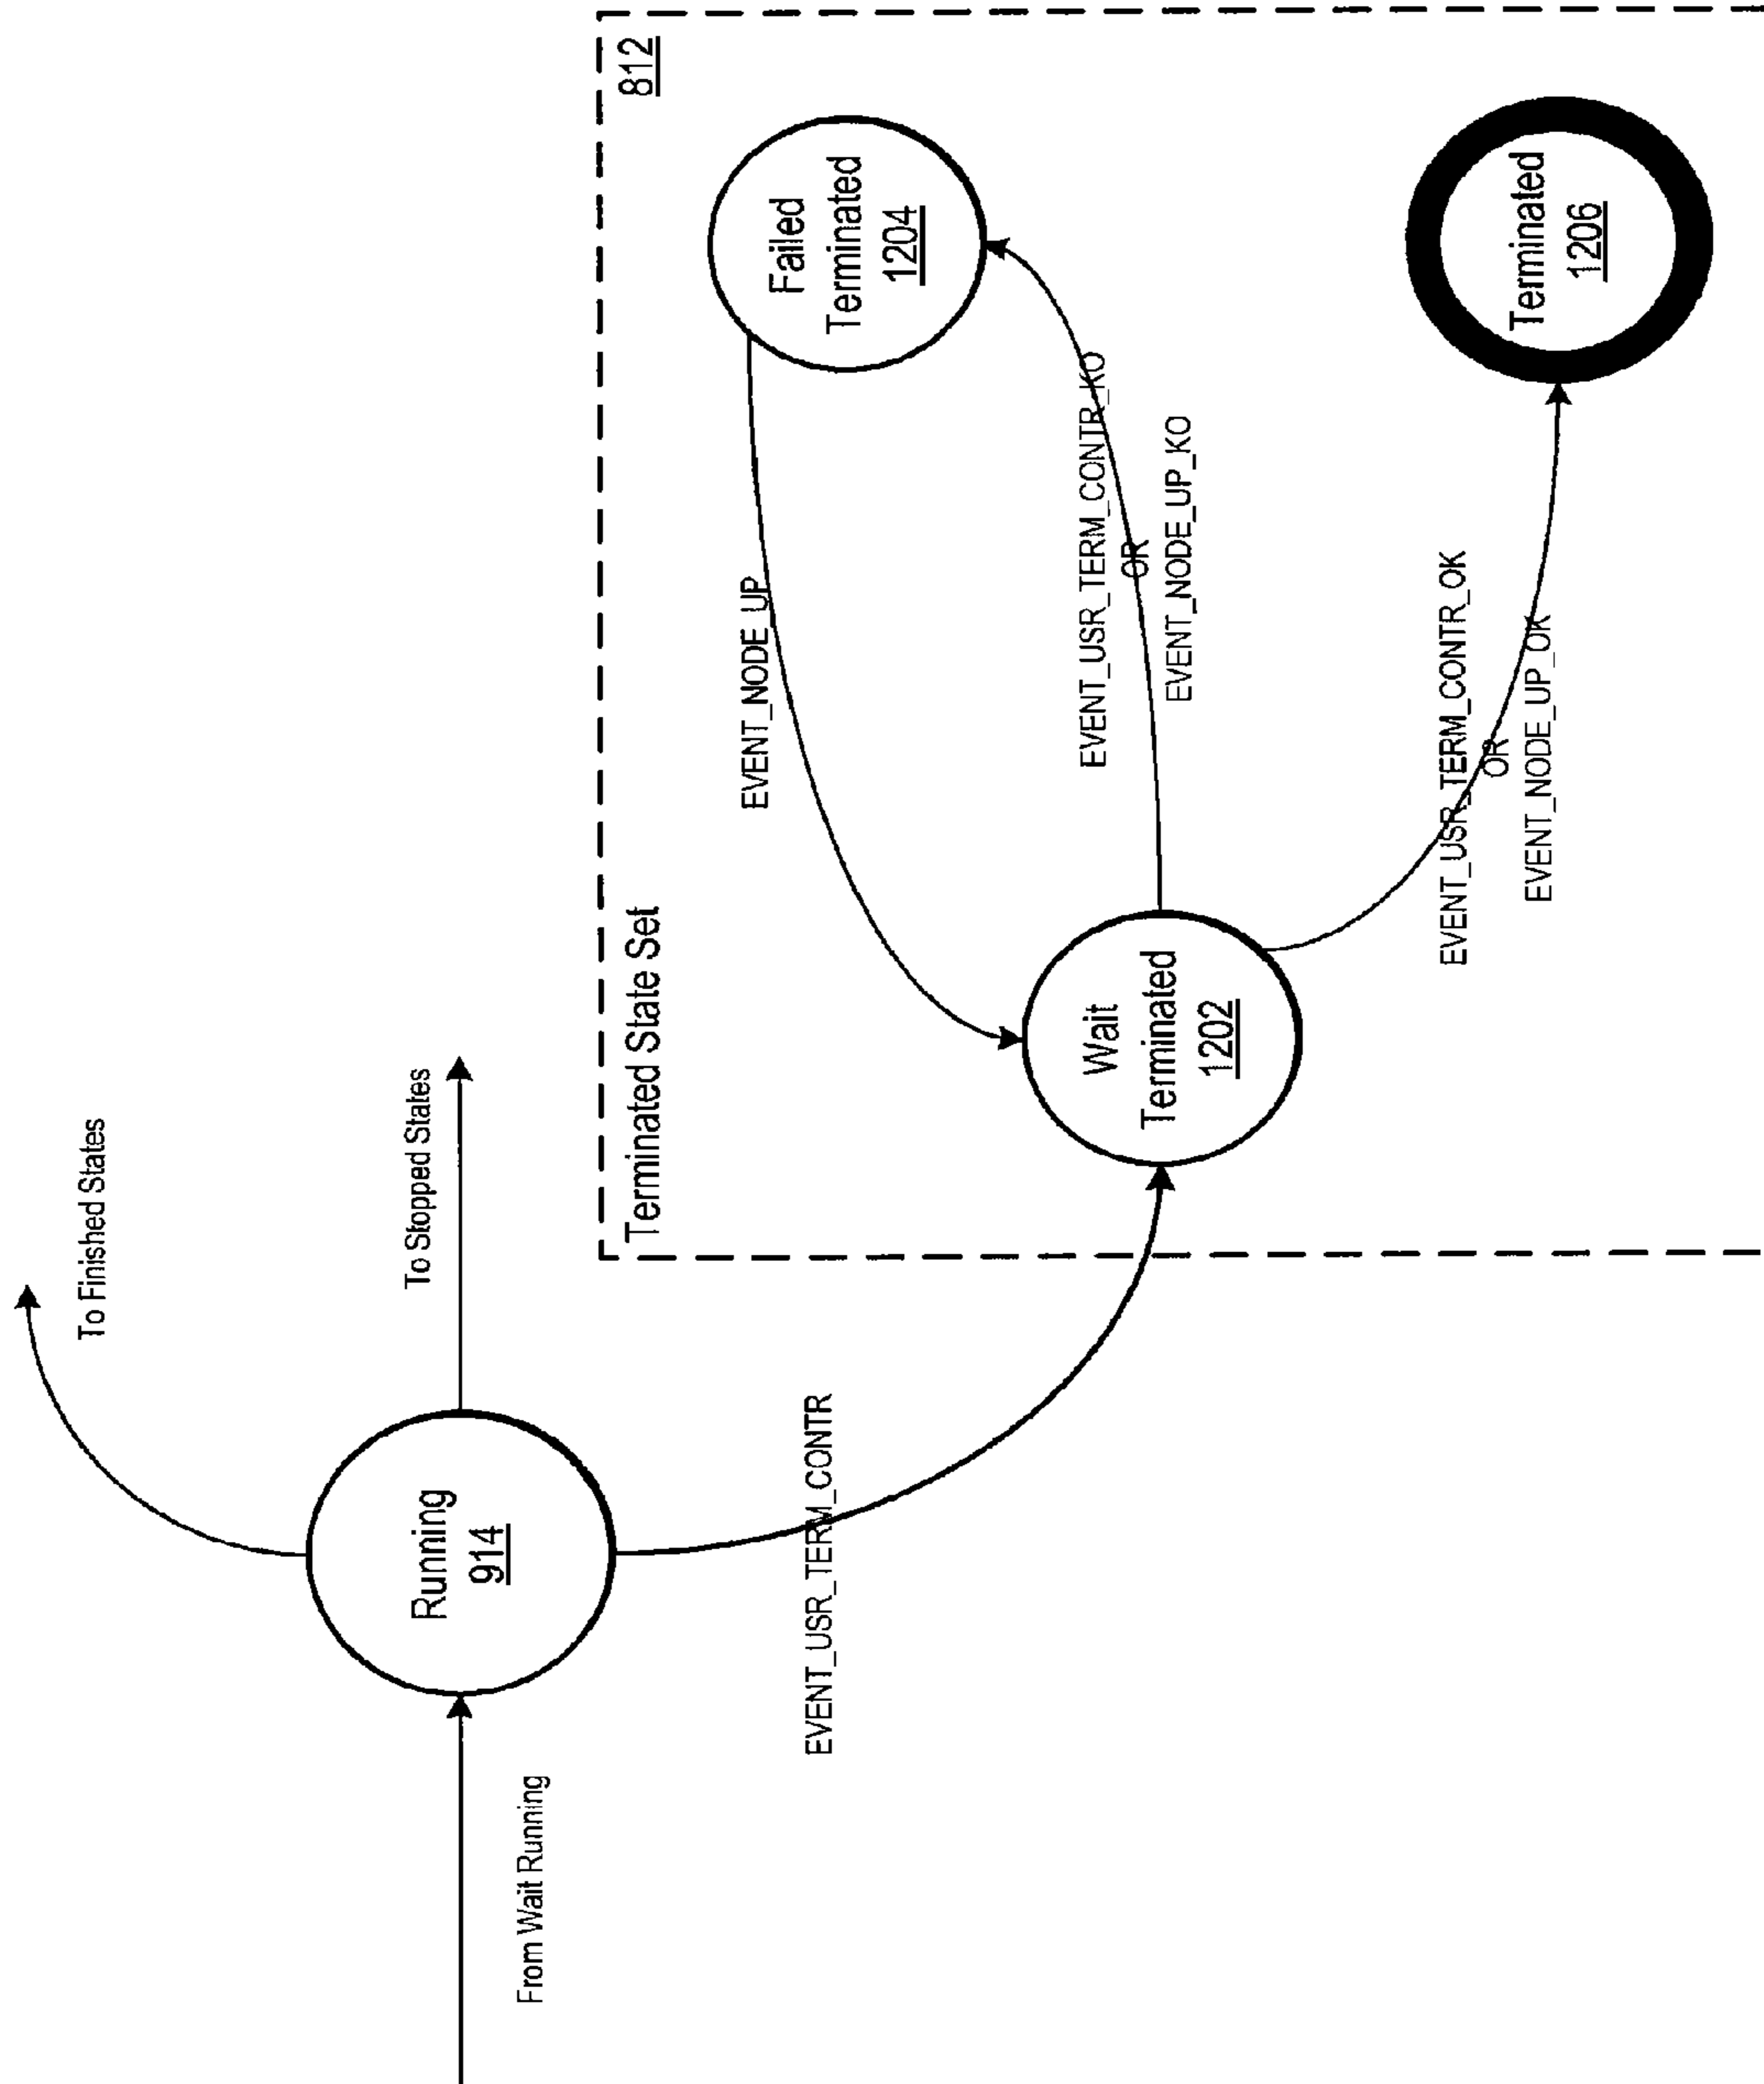 To Finished States
To Stopped States
Running
914
From Wait Running
EVENT_USR_TERM_CONTR
Terminated State Set
812
EVENT_NODE_UP
Failed
Terminated
1204
EVENT_USR_TERM_CONTR_KO
OR
EVENT_NODE_UP_KO
Wait
Terminated
1202
EVENT_USR_TERM_CONTR_OK
OR
EVENT_NODE_UP_OK
Terminated
1206